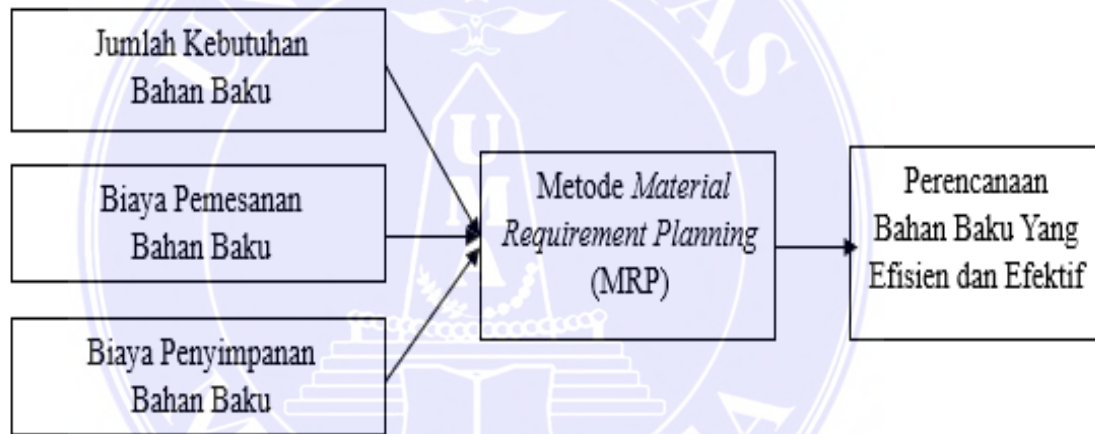 Jumlah Kebutuhan
Bahan Baku
Biaya Pemesanan
Bahan Baku
Biaya Penyimpanan
Bahan Baku
Metode Material
Requirement Planning
(MRP)
Perencanaan
Bahan Baku Yang
Efisien dan Efektif
U
M
A